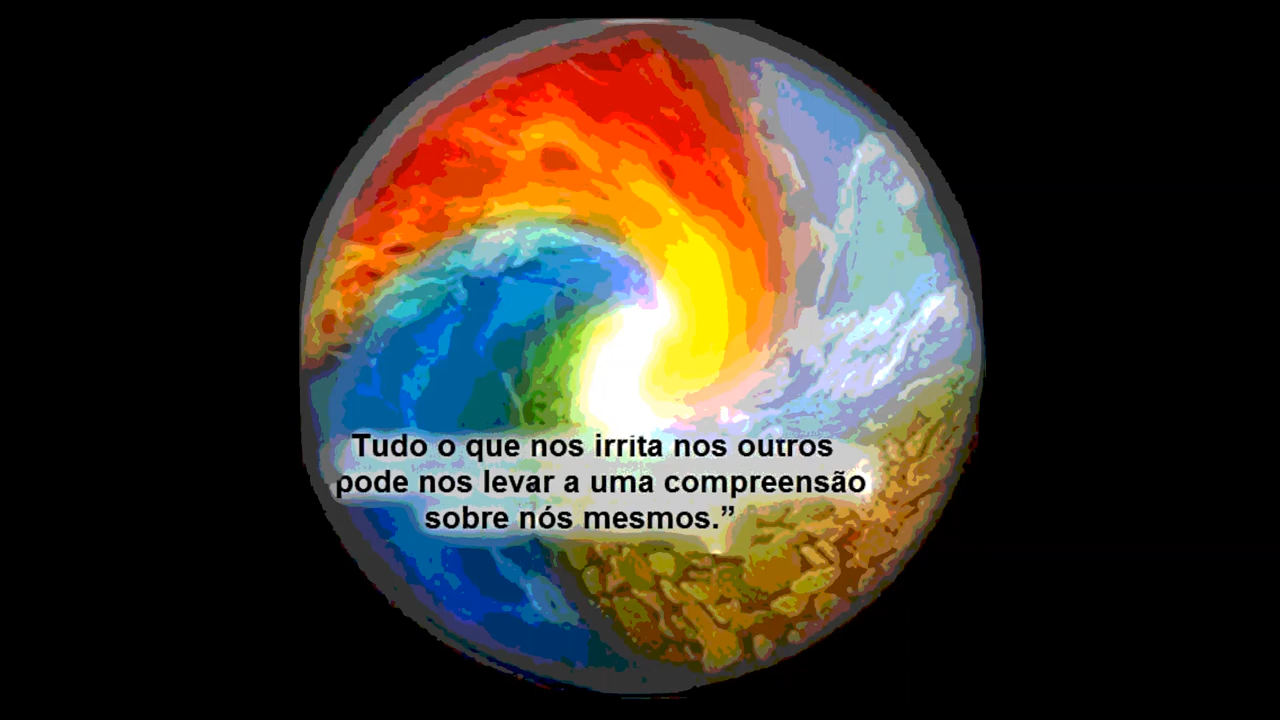 Tudo o que nos irrita nos outros
pode nos levar a uma compreensão
sobre nós mesmos.”